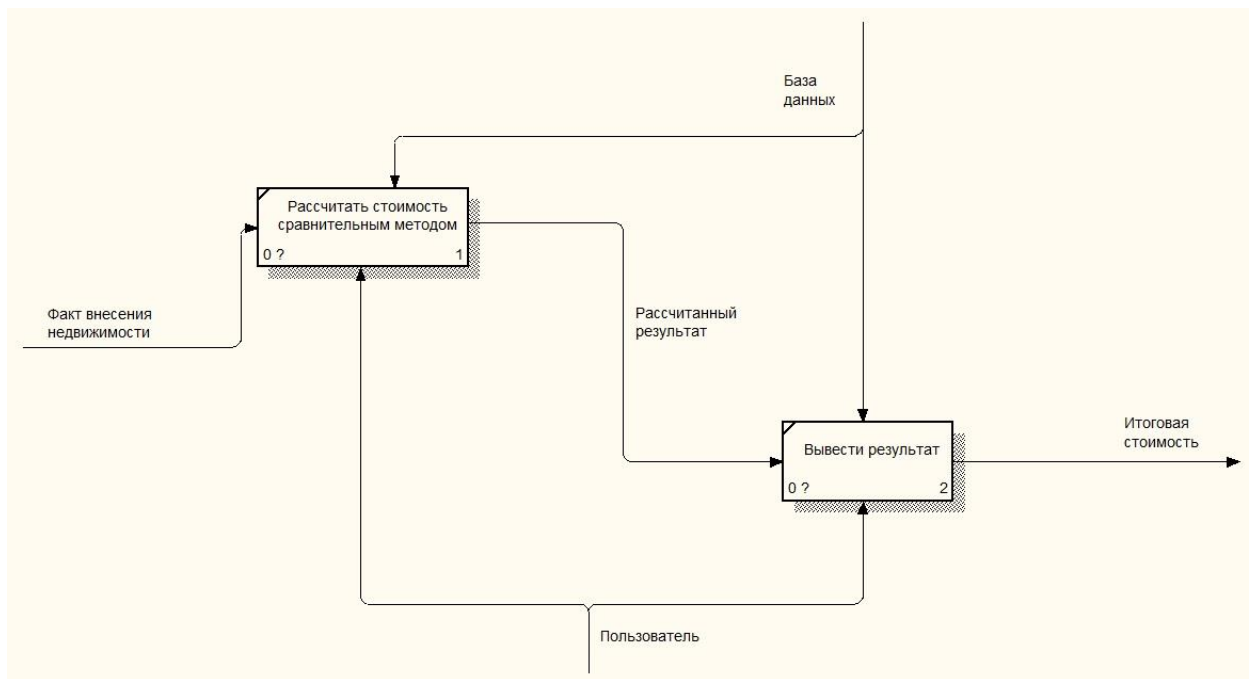 База
данных
Рассчитать стоимость
сравнительным методом
0 ? 1
Факт внесения
недвижимости
Рассчитанный
результат
Итоговая
стоимость
Вывести результат
0 ? 2
Пользователь